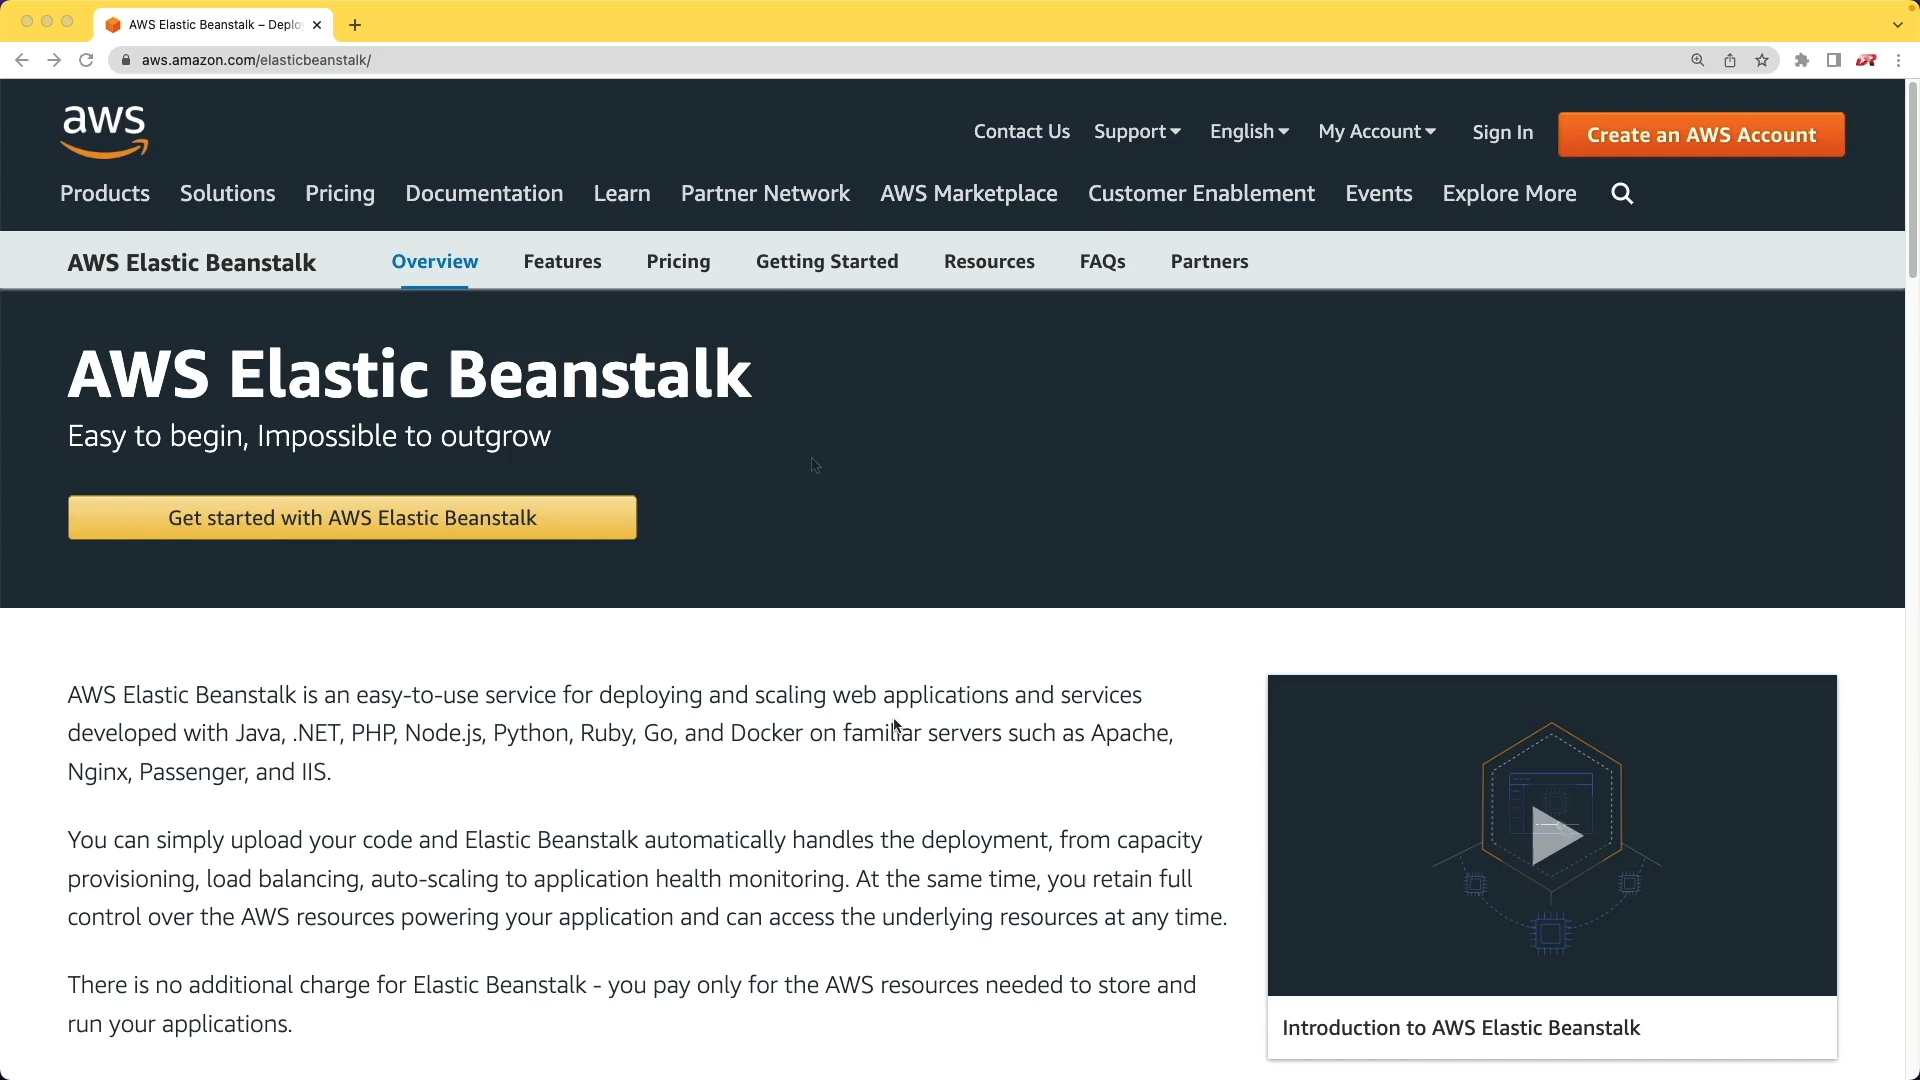 AWS Elastic Beanstalk – Deplo
aws.amazon.com/elasticbeanstalk/
aws
Contact Us Support English My Account Sign In Create an AWS Account
Products Solutions Pricing Documentation Learn Partner Network AWS Marketplace Customer Enablement Events Explore More
AWS Elastic Beanstalk Overview Features Pricing Getting Started Resources FAQs Partners
AWS Elastic Beanstalk
Easy to begin, Impossible to outgrow
Get started with AWS Elastic Beanstalk
AWS Elastic Beanstalk is an easy-to-use service for deploying and scaling web applications and services
developed with Java, .NET, PHP, Node.js, Python, Ruby, Go, and Docker on familiar servers such as Apache,
Nginx, Passenger, and IIS.
You can simply upload your code and Elastic Beanstalk automatically handles the deployment, from capacity
provisioning, load balancing, auto-scaling to application health monitoring. At the same time, you retain full
control over the AWS resources powering your application and can access the underlying resources at any time.
There is no additional charge for Elastic Beanstalk - you pay only for the AWS resources needed to store and
run your applications.
Introduction to AWS Elastic Beanstalk